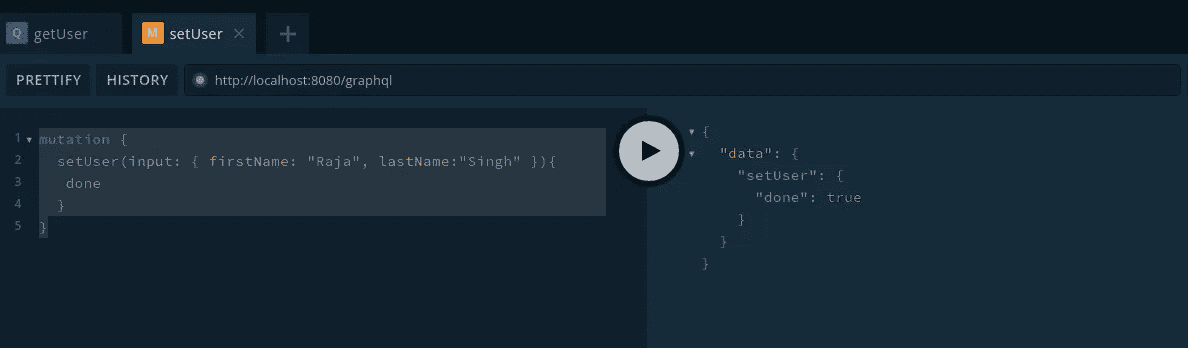 Q getUser M setUser ×
PRETTIFY HISTORY http://localhost:8080/graphql
1 mutation {
2 setUser(input: { firstName: "Raja", lastName:"Singh" }){
3 done
4 }
5 }
{
"data": {
"setUser": {
"done": true
}
}
}